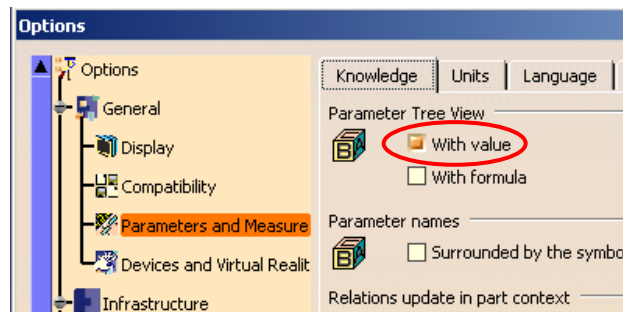 Options
Options
General
Display
Compatibility
Parameters and Measure
Devices and Virtual Realit
Infrastructure
Knowledge Units Language
Parameter Tree View
With value
With formula
Parameter names
Surrounded by the symbo
Relations update in part context